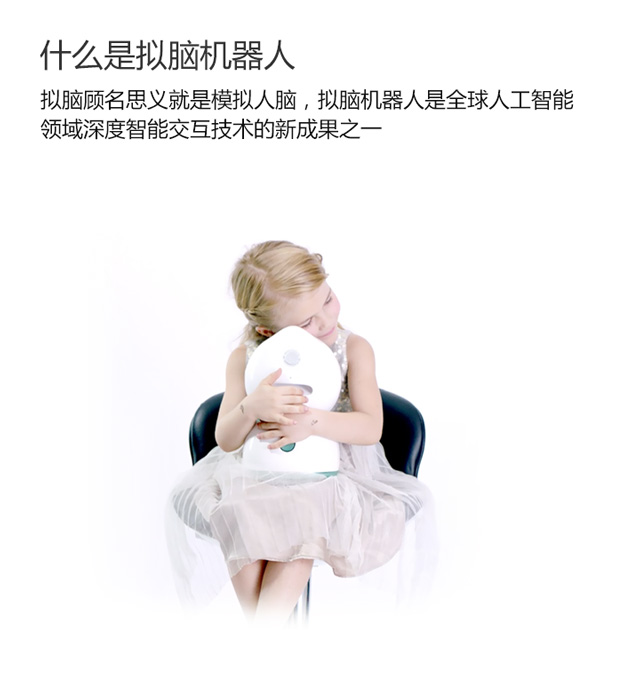 什么是拟脑机器人
拟脑顾名思义就是模拟人脑，拟脑机器人是全球人工智能
领域深度智能交互技术的新成果之一